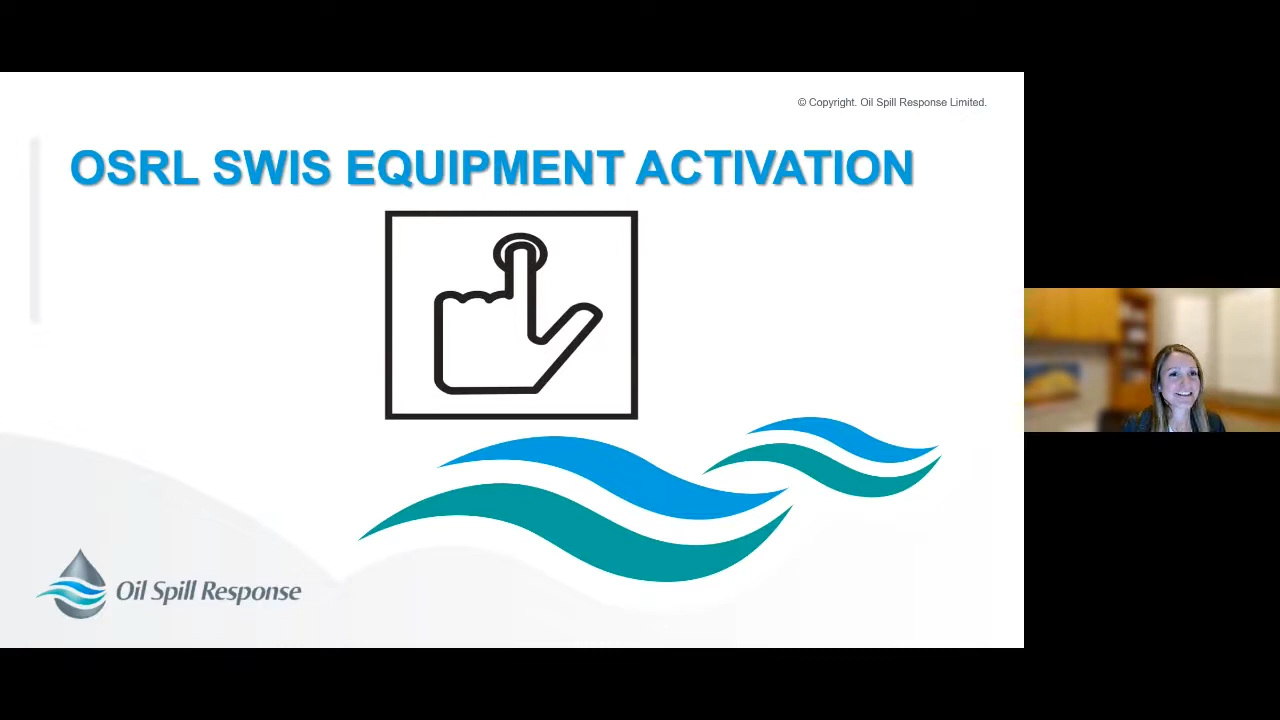 © Copyright. Oil Spill Response Limited.
OSRL SWIS EQUIPMENT ACTIVATION
Oil Spill Response